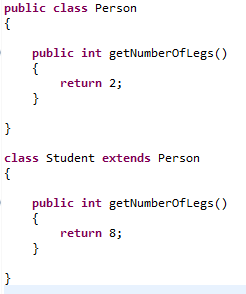 public class Person
{
public int getNumberOfLegs()
{
return 2;
}
}
class Student extends Person
{
public int getNumberOfLegs()
{
return 8;
}
}